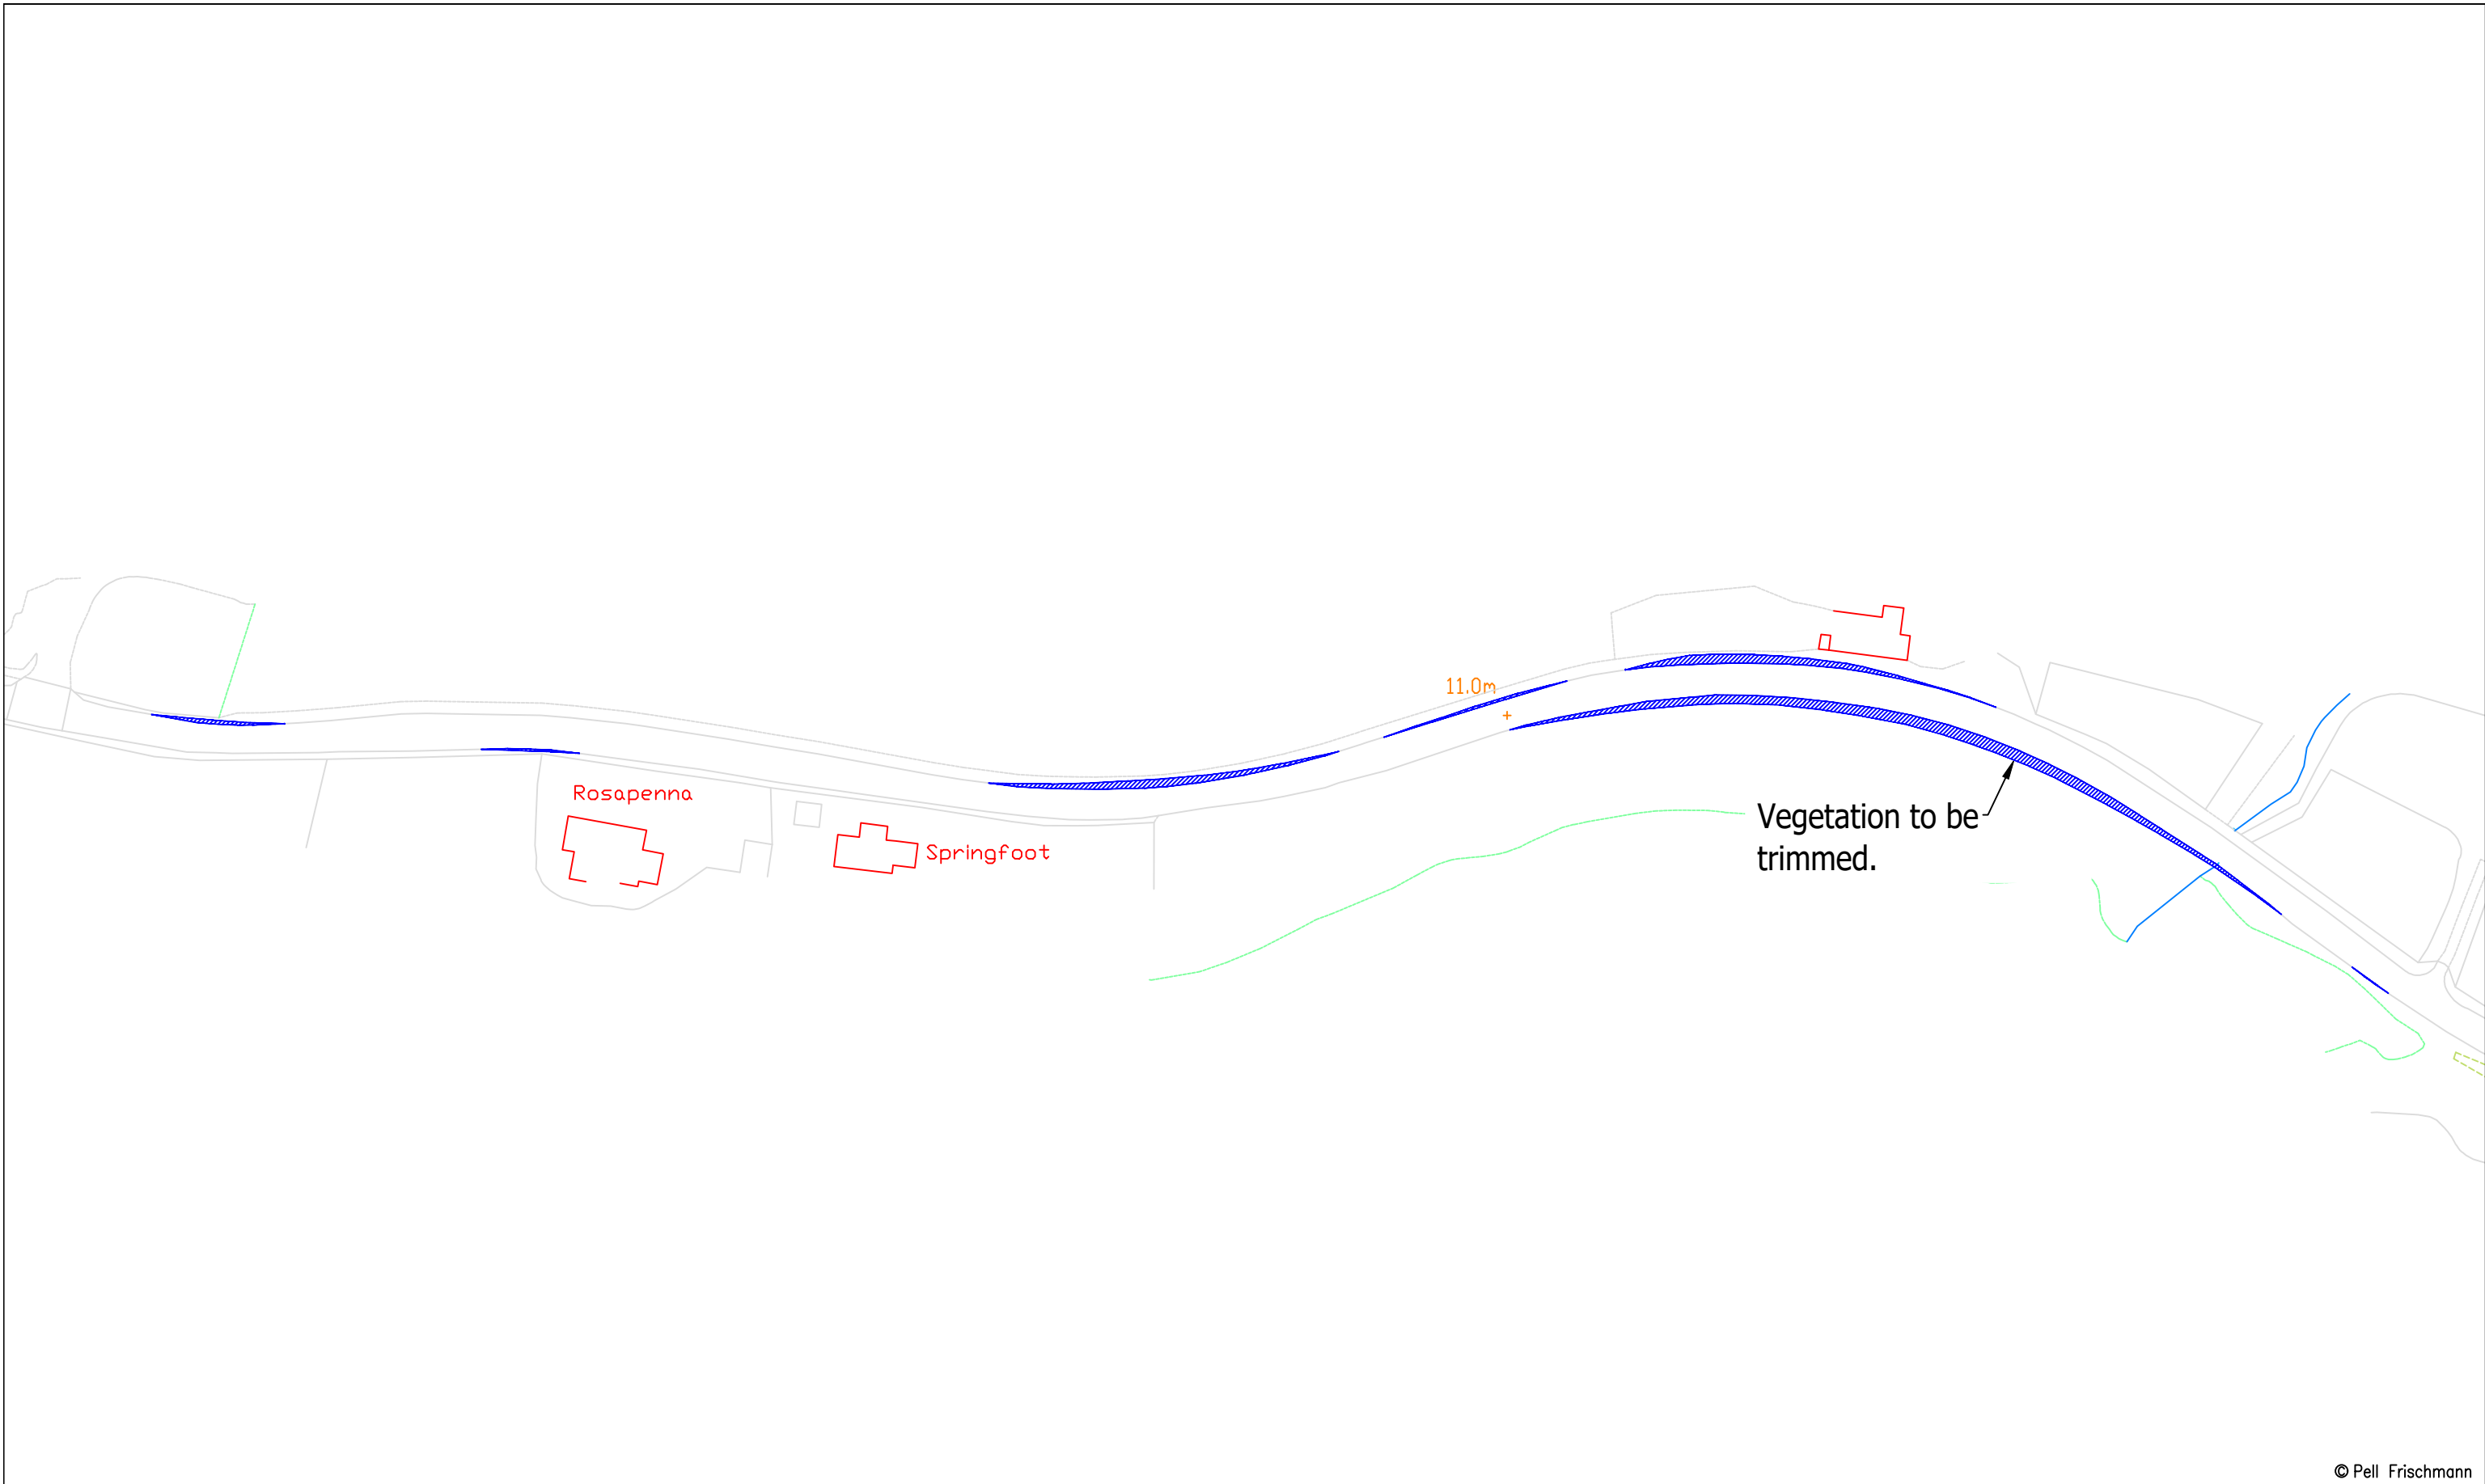 11.0m
Rosapenna
Springfoot
Vegetation to be
trimmed.
© Pell Frischmann